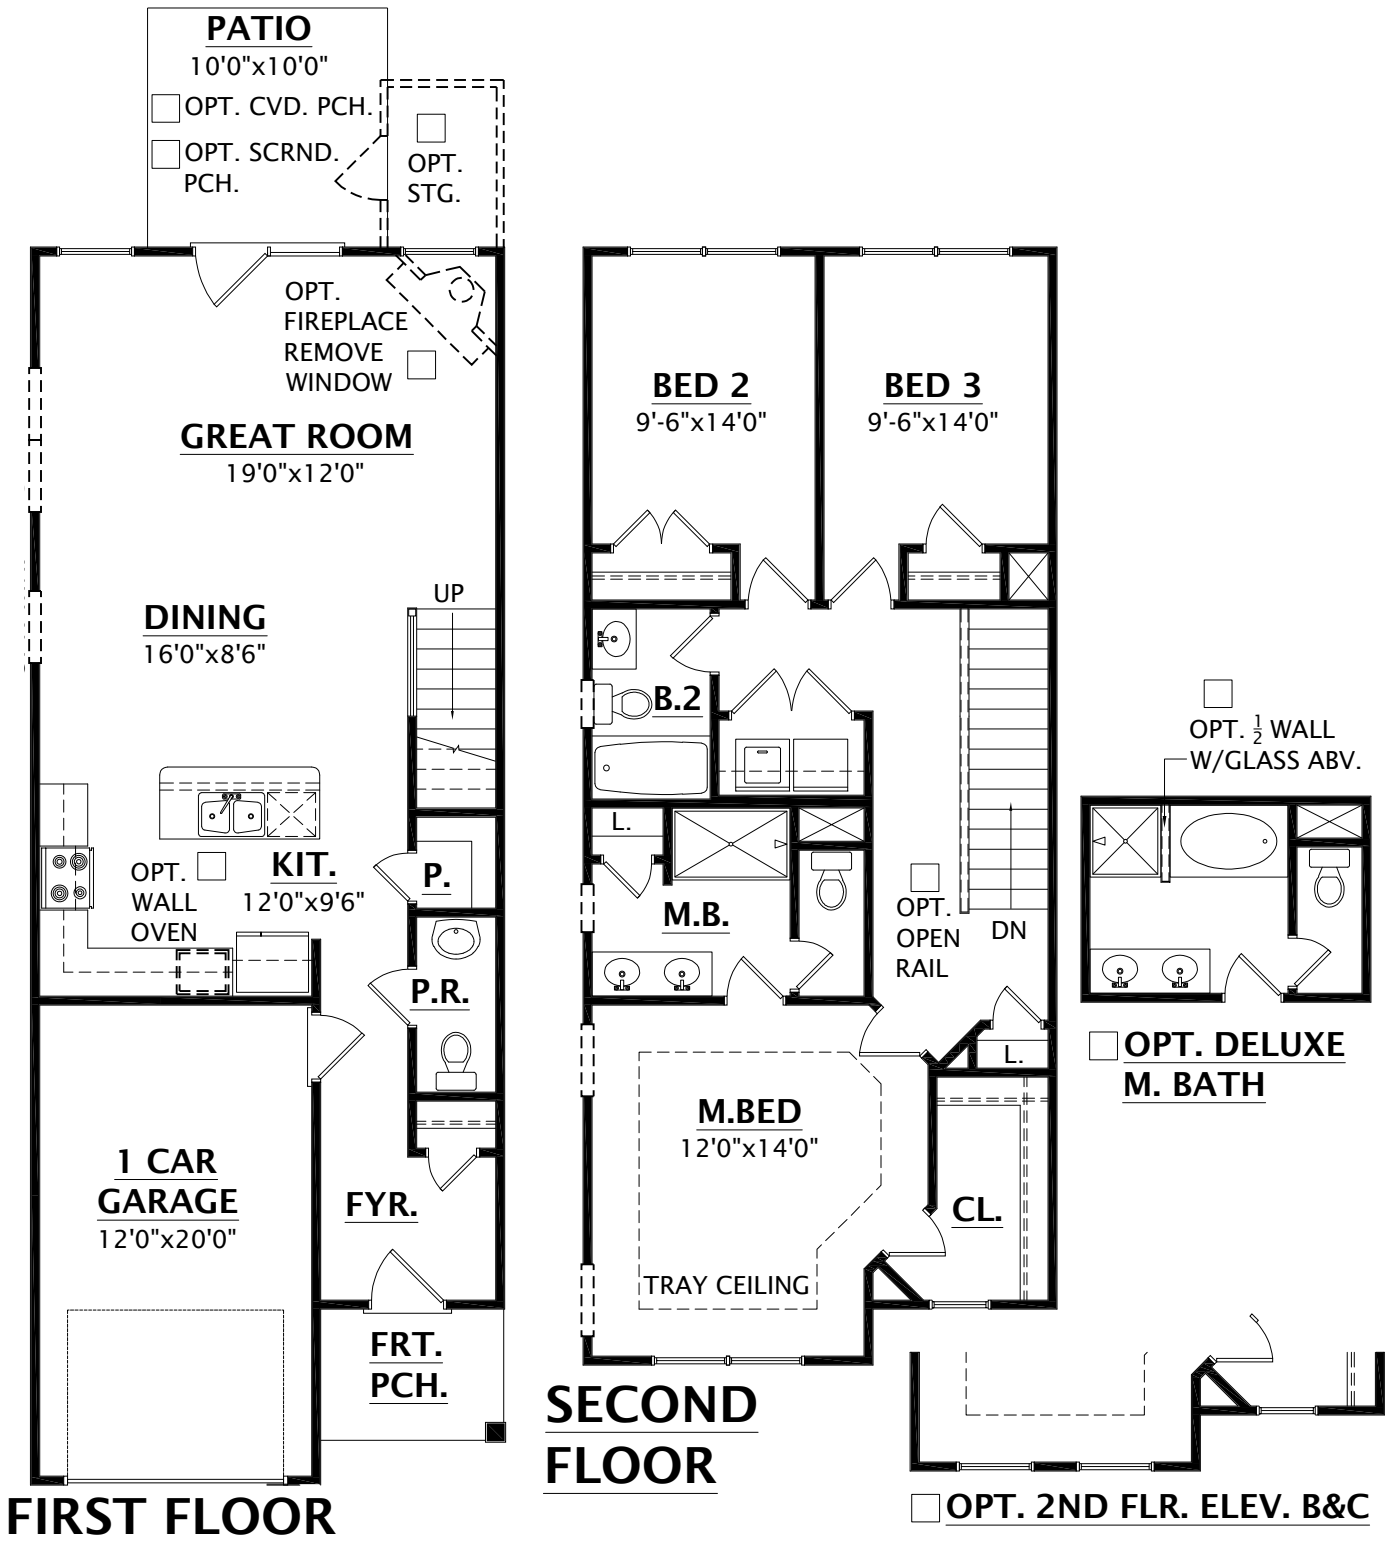 PATIO
10'0"x10'0"
OPT. CVD. PCH.
OPT. SCRND.
PCH.
OPT.
STG.
OPT.
FIREPLACE
REMOVE
WINDOW
GREAT ROOM
19'0"x12'0"
UP
DINING
16'0"x8'6"
OPT.
WALL
OVEN
KIT.
12'0"x9'6"
P.
P.R.
1 CAR
GARAGE
12'0"x20'0"
FYR.
FRT.
PCH.
FIRST FLOOR
BED 2
9'-6"x14'0"
BED 3
9'-6"x14'0"
B.2
L.
M.B.
OPT.
OPEN
RAIL
DN
L.
M.BED
12'0"x14'0"
CL.
TRAY CEILING
SECOND
FLOOR
OPT. 1/2 WALL
W/GLASS ABV.
OPT. DELUXE
M. BATH
OPT. 2ND FLR. ELEV. B&C